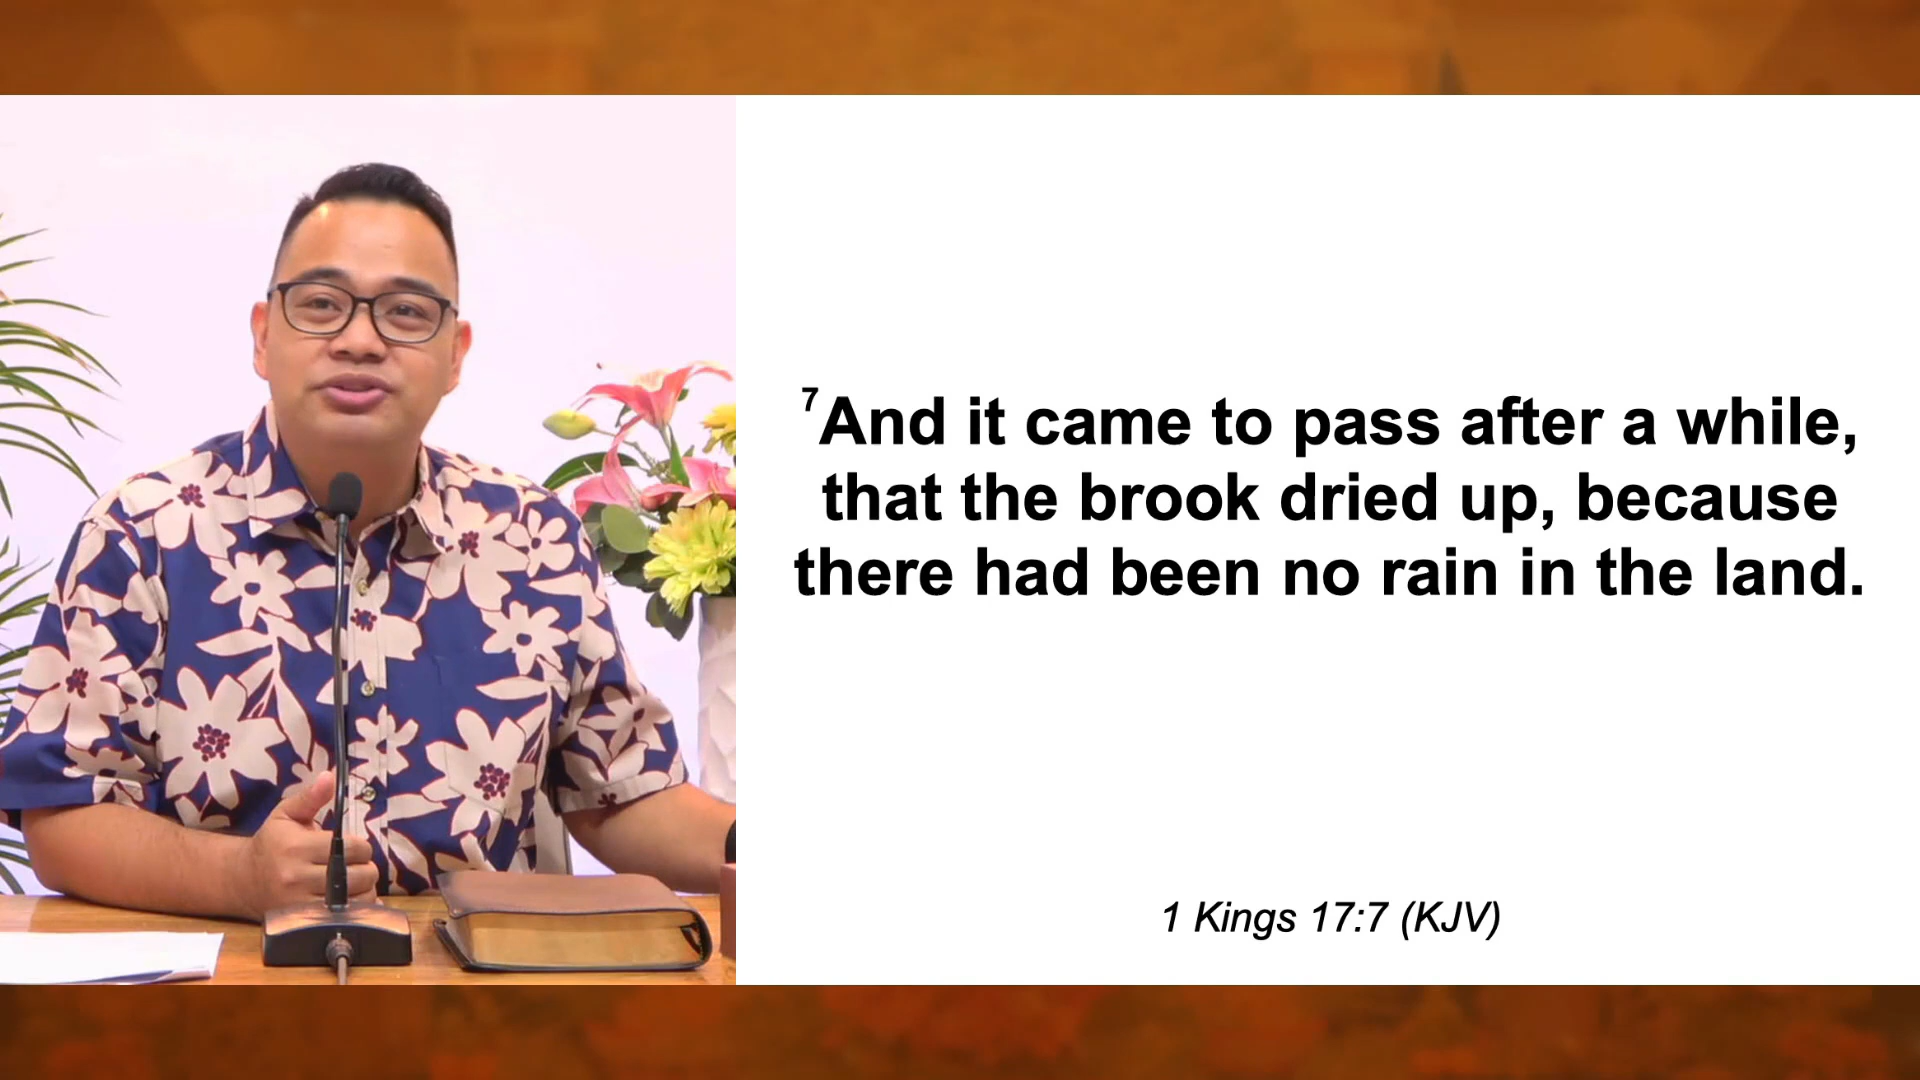 ⁷And it came to pass after a while,
that the brook dried up, because
there had been no rain in the land.
1 Kings 17:7 (KJV)